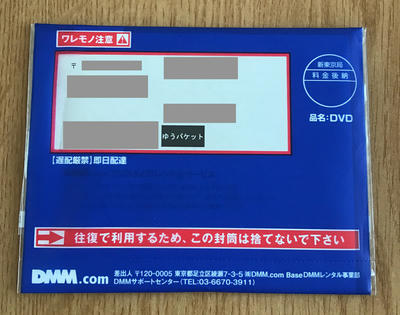 ワレモノ注意
〒
新東京局
料金後納
ゆうパケット
品名:DVD
【遅配厳禁】即日配達
往復で利用するため、この封筒は捨てないで下さい
DMM.com
差出人 〒120-0005 東京都足立区綾瀬7-3-5 ㈱DMM.com Base DMMレンタル事業部
DMMサポートセンター(TEL:03-6670-3911)